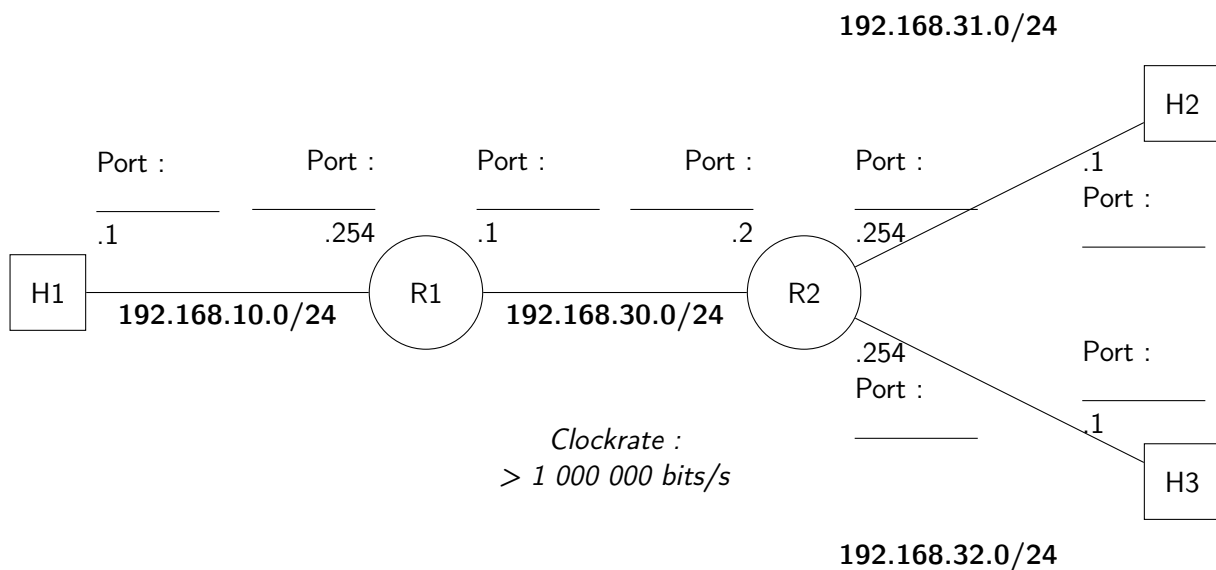 192.168.31.0/24
H2
Port :
Port :
Port :
Port :
Port :
.1
Port :
.1
.254
.1
.2
.254
H1
R1
R2
192.168.10.0/24
192.168.30.0/24
.254
Port :
Port :
.1
Clockrate :
> 1 000 000 bits/s
H3
192.168.32.0/24